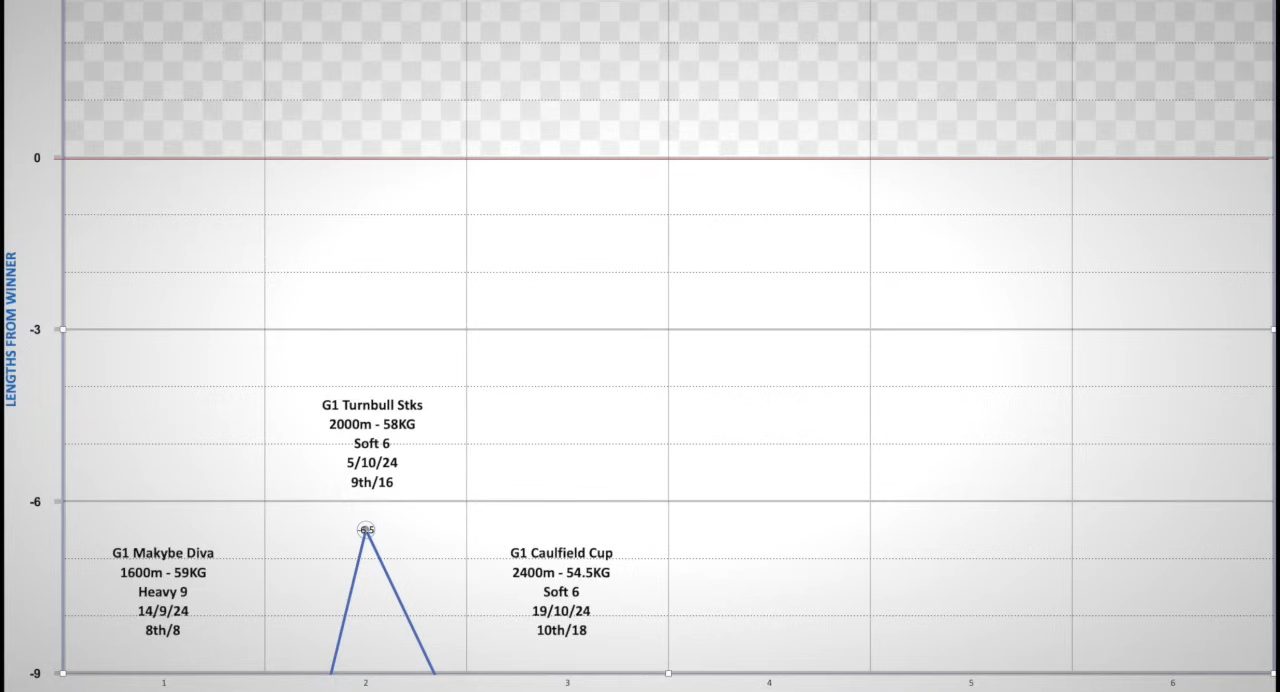 0
LENGTHS FROM WINNER
-3
G1 Turnbull Stks
2000m - 58KG
Soft 6
5/10/24
9th/16
-6
-6.5
G1 Makybe Diva
1600m - 59KG
Heavy 9
14/9/24
8th/8
G1 Caulfield Cup
2400m - 54.5KG
Soft 6
19/10/24
10th/18
-9
1
2
3
4
5
6